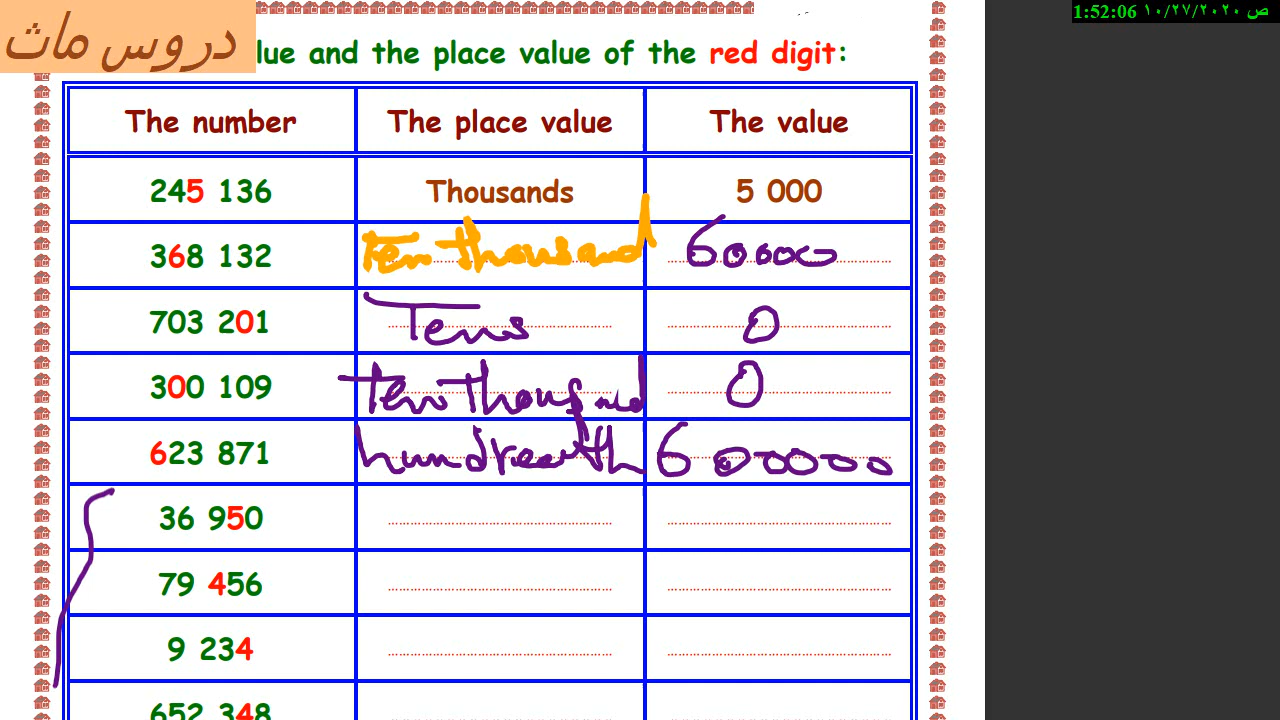 ص ١٠/٢٧/٢٠٢٠ 1:52:06
دروس ماث
lue and the place value of the red digit:
The number The place value The value
245 136 Thousands 5 000
368 132 Ten thousand 60000
703 201 Tens 0
300 109 Ten thousand 0
623 871 hundred th 600000
36 950
79 456
9 234
652 348